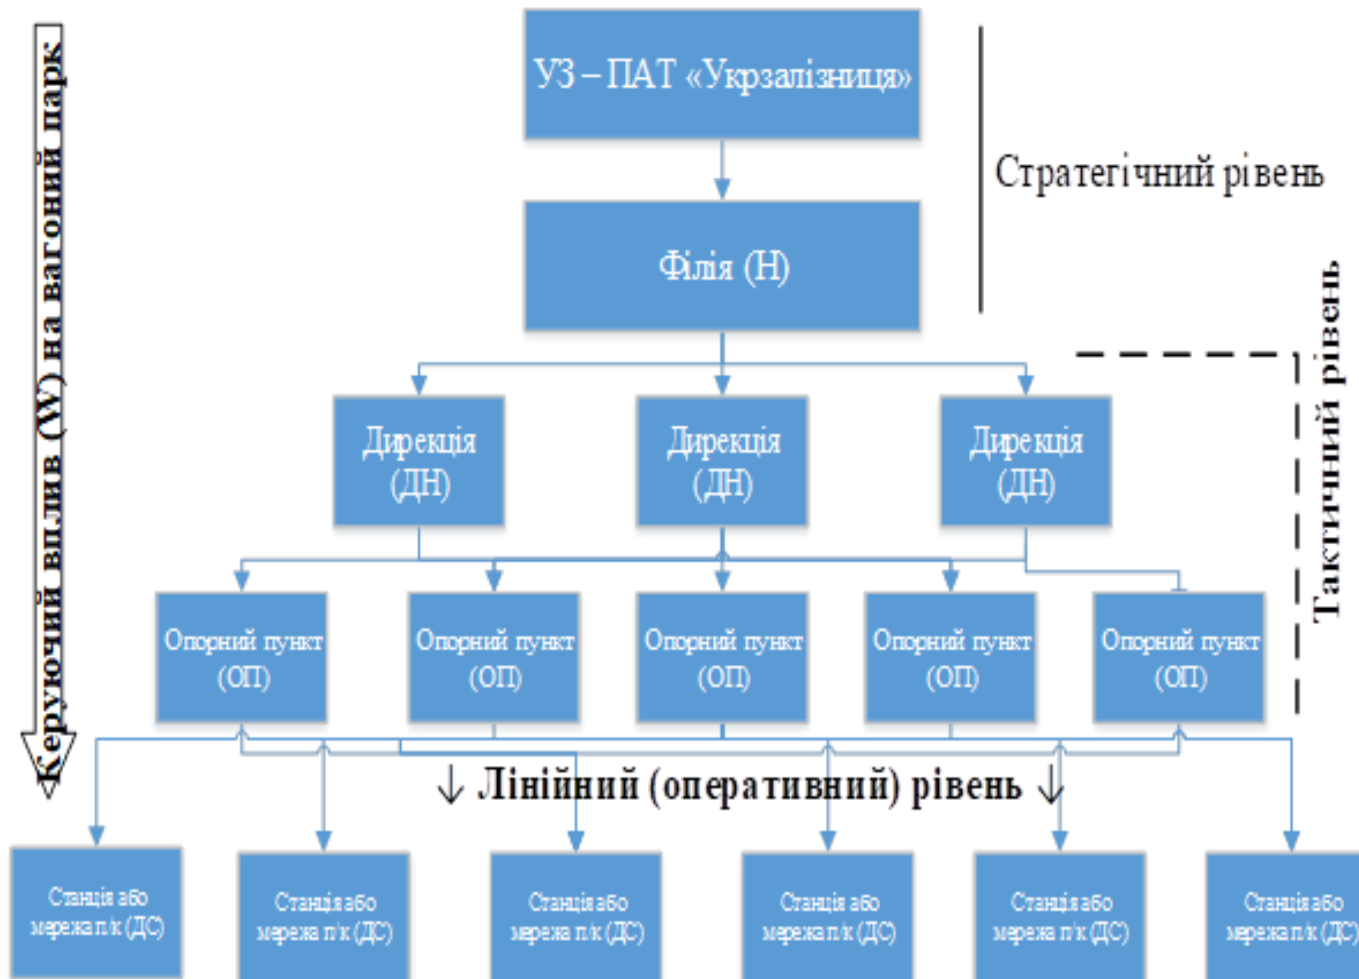 УЗ – ПАТ «Укрзалізниця»
Стратегічний рівень
Філія (Н)
Керуючий вплив (W) на вагоний парк
Тактичний рівень
Дирекція
(ДН)
Дирекція
(ДН)
Дирекція
(ДН)
Опорний пункт
(ОП)
Опорний пункт
(ОП)
Опорний пункт
(ОП)
Опорний пункт
(ОП)
Опорний пункт
(ОП)
↓ Лінійний (оперативний) рівень ↓
Станція або
мережа п/к (ДС)
Станція або
мережа п/к (ДС)
Станція або
мережа п/к (ДС)
Станція або
мережа п/к (ДС)
Станція або
мережа п/к (ДС)
Станція або
мережа п/к (ДС)